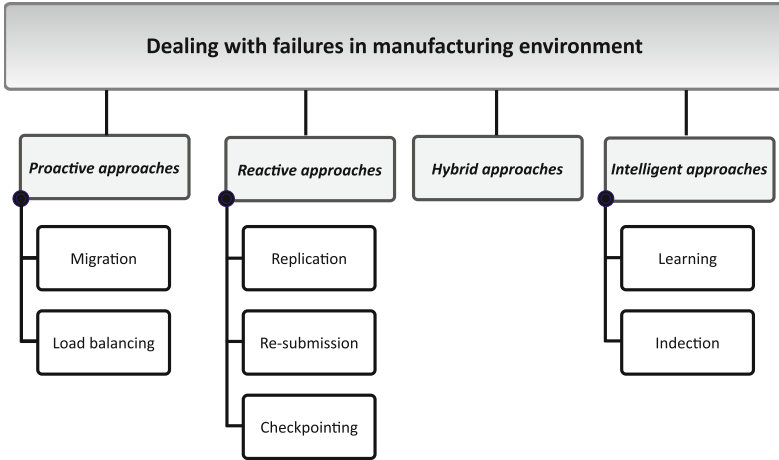 Dealing with failures in manufacturing environment
Proactive approaches
Reactive approaches
Hybrid approaches
Intelligent approaches
Migration
Replication
Learning
Load balancing
Re-submission
Indection
Checkpointing